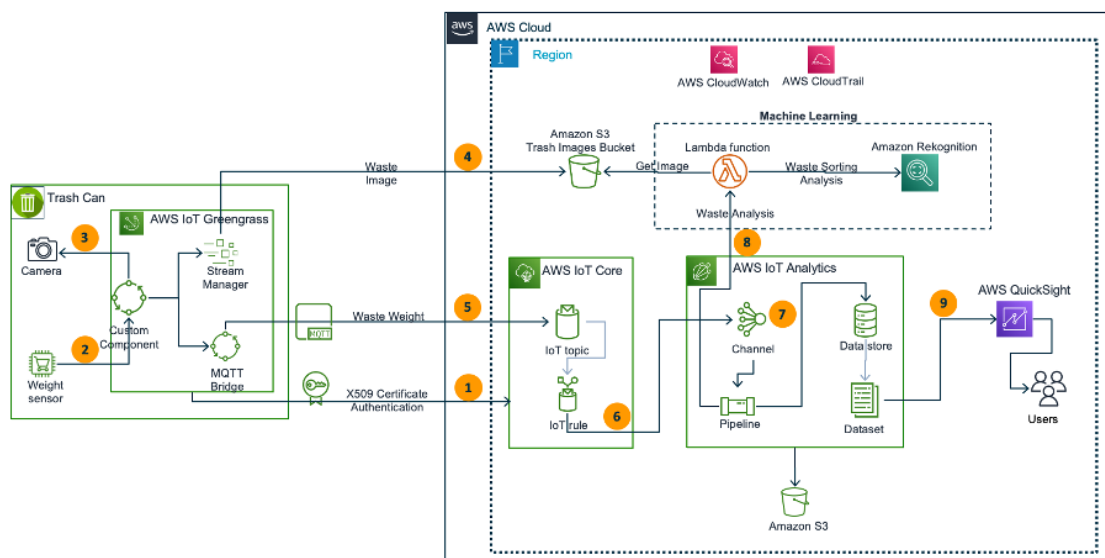 aws
AWS Cloud
Region
AWS CloudWatch
AWS CloudTrail
Machine Learning
Amazon S3
Trash Images Bucket
Lambda function
Amazon Rekognition
4
Waste
Image
Get Image
Waste Sorting
Analysis
Trash Can
AWS IoT Greengrass
3
Camera
Stream
Manager
Waste Analysis
8
AWS IoT Core
AWS IoT Analytics
AWS QuickSight
9
5
MQTT
Waste Weight
7
2
Custom
Component
IoT topic
Channel
Data store
Weight
sensor
MQTT
Bridge
X509 Certificate
Authentication
1
IoT rule
6
Pipeline
Dataset
Users
Amazon S3